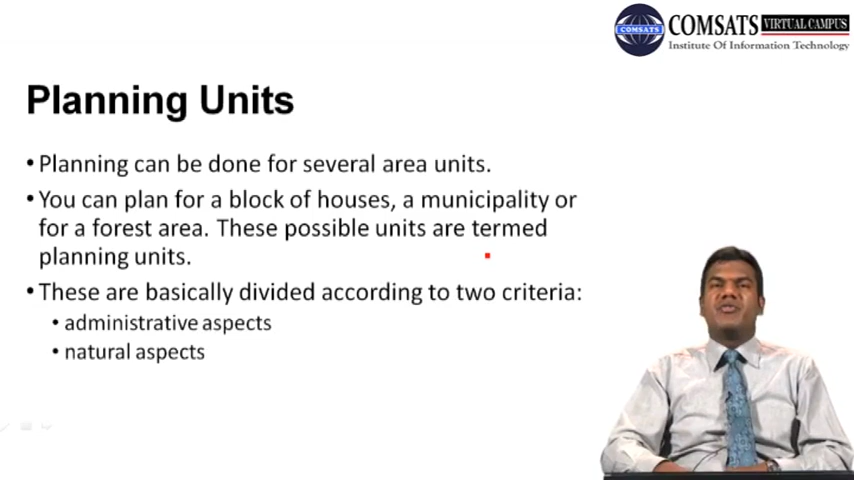 COMSATS VIRTUAL CAMPUS
COMSATS
Institute Of Information Technology
Planning Units
• Planning can be done for several area units.
• You can plan for a block of houses, a municipality or
for a forest area. These possible units are termed
planning units.
• These are basically divided according to two criteria:
• administrative aspects
• natural aspects